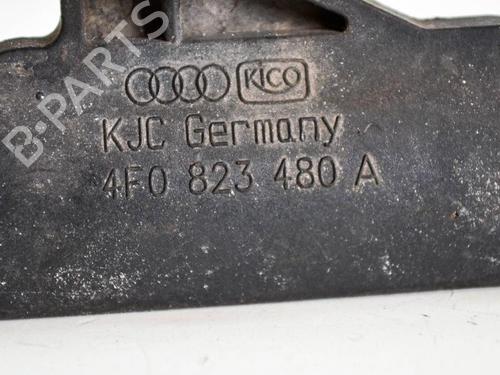 B-PARTS
KICO
KJC Germany
4F0 823 480 A